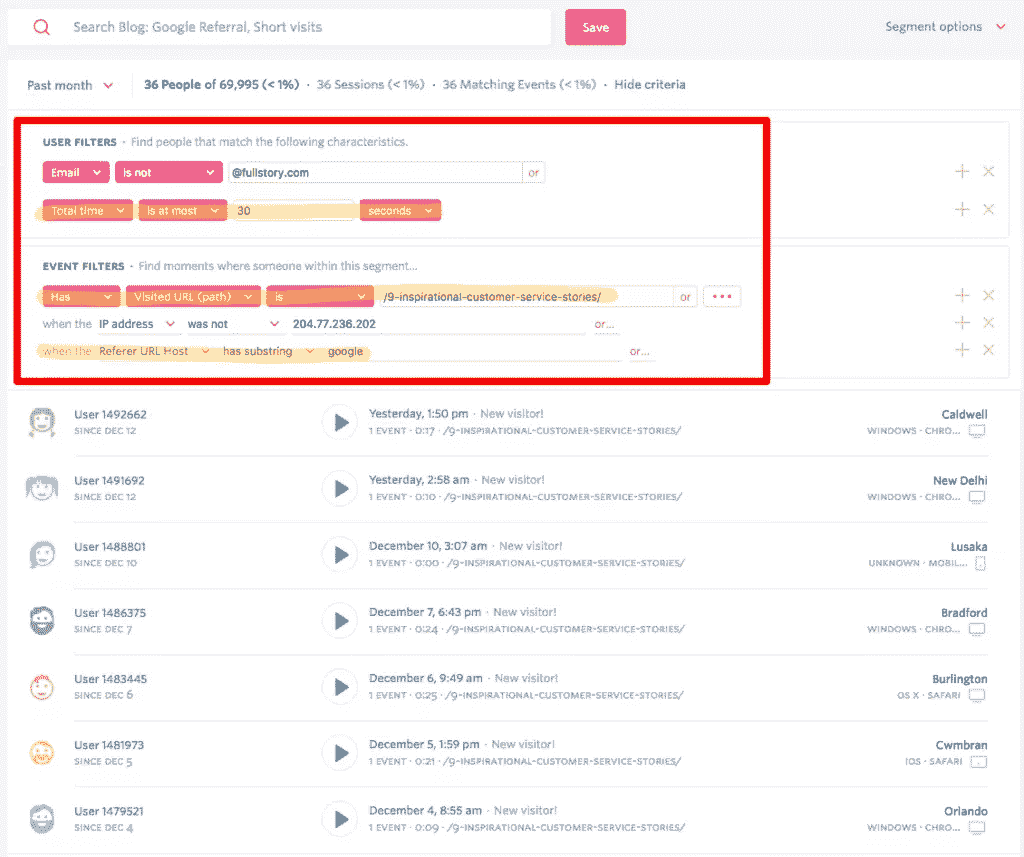 Search Blog: Google Referral, Short visits Save Segment options
Past month 36 People of 69,995 (<1%) · 36 Sessions (<1%) · 36 Matching Events (<1%) · Hide criteria
USER FILTERS · Find people that match the following characteristics.
Email is not @fullstory.com or
Total time is at most 30 seconds
EVENT FILTERS · Find moments where someone within this segment...
Has Visited URL (path) is /9-inspirational-customer-service-stories/ or ...
when the IP address was not 204.77.236.202 or...
when the Referer URL Host has substring google or...
User 1492662 Yesterday, 1:50 pm · New visitor! Caldwell
SINCE DEC 12 1 EVENT · 0:17 · /9-INSPIRATIONAL-CUSTOMER-SERVICE-STORIES/ WINDOWS · CHRO...
User 1491692 Yesterday, 2:58 am · New visitor! New Delhi
SINCE DEC 12 1 EVENT · 0:10 · /9-INSPIRATIONAL-CUSTOMER-SERVICE-STORIES/ WINDOWS · CHRO...
User 1488801 December 10, 3:07 am · New visitor! Lusaka
SINCE DEC 10 1 EVENT · 0:00 · /9-INSPIRATIONAL-CUSTOMER-SERVICE-STORIES/ UNKNOWN · MOBIL...
User 1486375 December 7, 6:43 pm · New visitor! Bradford
SINCE DEC 7 1 EVENT · 0:24 · /9-INSPIRATIONAL-CUSTOMER-SERVICE-STORIES/ WINDOWS · CHRO...
User 1483445 December 6, 9:49 am · New visitor! Burlington
SINCE DEC 6 1 EVENT · 0:25 · /9-INSPIRATIONAL-CUSTOMER-SERVICE-STORIES/ OS X · SAFARI
User 1481973 December 5, 1:59 pm · New visitor! Cwmbran
SINCE DEC 5 1 EVENT · 0:21 · /9-INSPIRATIONAL-CUSTOMER-SERVICE-STORIES/ IOS · SAFARI
User 1479521 December 4, 8:55 am · New visitor! Orlando
SINCE DEC 4 1 EVENT · 0:09 · /9-INSPIRATIONAL-CUSTOMER-SERVICE-STORIES/ WINDOWS · CHRO...